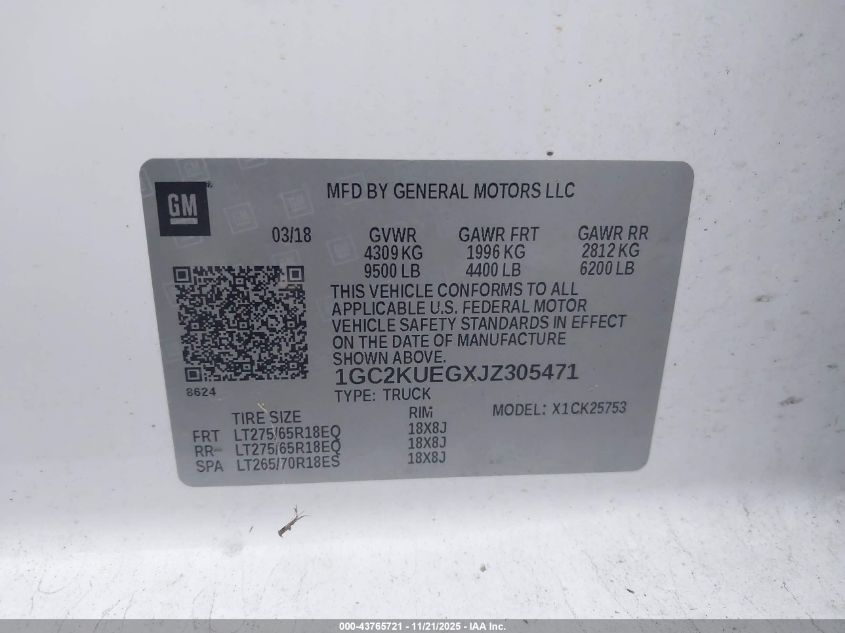 GM
MFD BY GENERAL MOTORS LLC
03/18 GVWR GAWR FRT GAWR RR
4309 KG 1996 KG 2812 KG
9500 LB 4400 LB 6200 LB
THIS VEHICLE CONFORMS TO ALL
APPLICABLE U.S. FEDERAL MOTOR
VEHICLE SAFETY STANDARDS IN EFFECT
ON THE DATE OF MANUFACTURE
SHOWN ABOVE.
1GC2KUEGXJZ305471
8624
TYPE: TRUCK MODEL: X1CK25753
TIRE SIZE RIM
FRT LT275/65R18EQ 18X8J
RR LT275/65R18EQ 18X8J
SPA LT265/70R18ES 18X8J
000-43765721 - 11/21/2025 - IAA Inc.